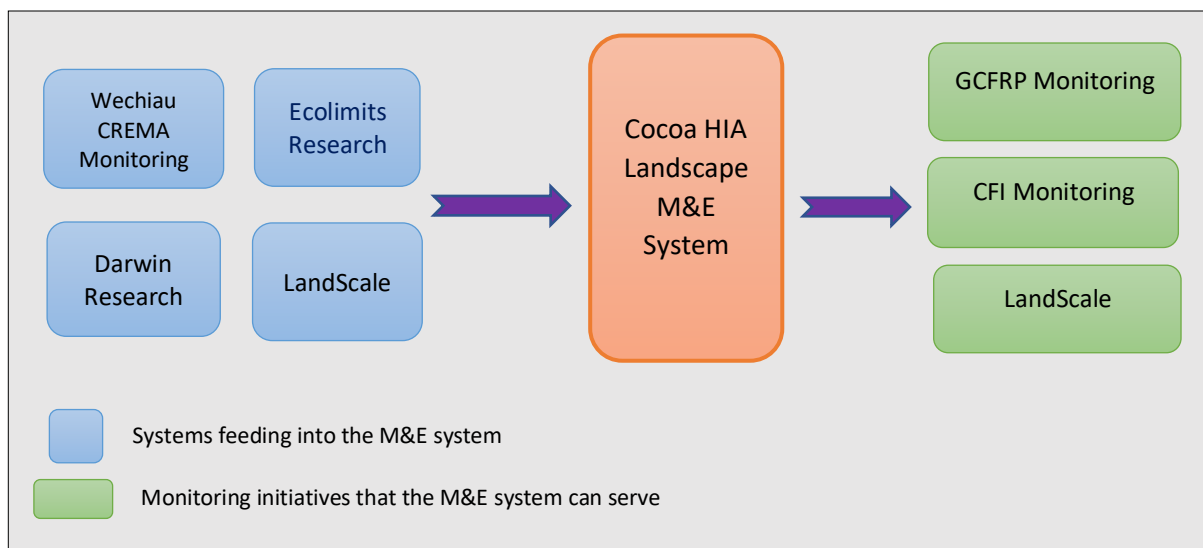 Wechiau
CREMA
Monitoring
Ecolimits
Research
Darwin
Research
LandScale
Cocoa HIA
Landscape
M&E
System
GCFRP Monitoring
CFI Monitoring
LandScale
Systems feeding into the M&E system
Monitoring initiatives that the M&E system can serve